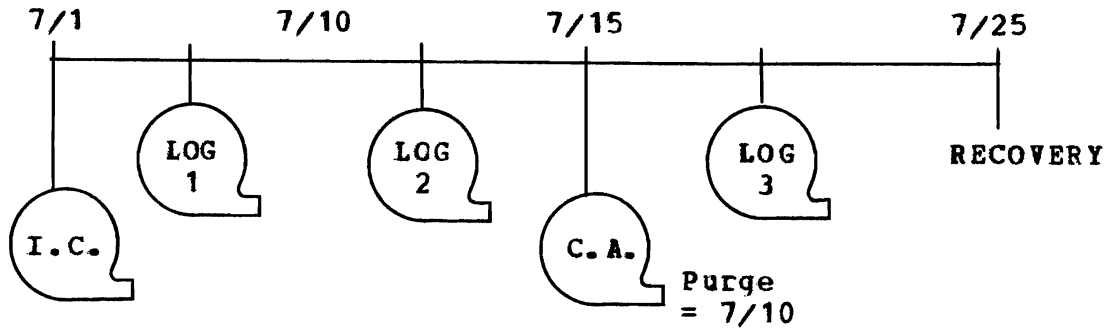 7/1 7/10 7/15 7/25
LOG
1
LOG
2
LOG
3
RECOVERY
I.C.
C.A.
Purge
= 7/10